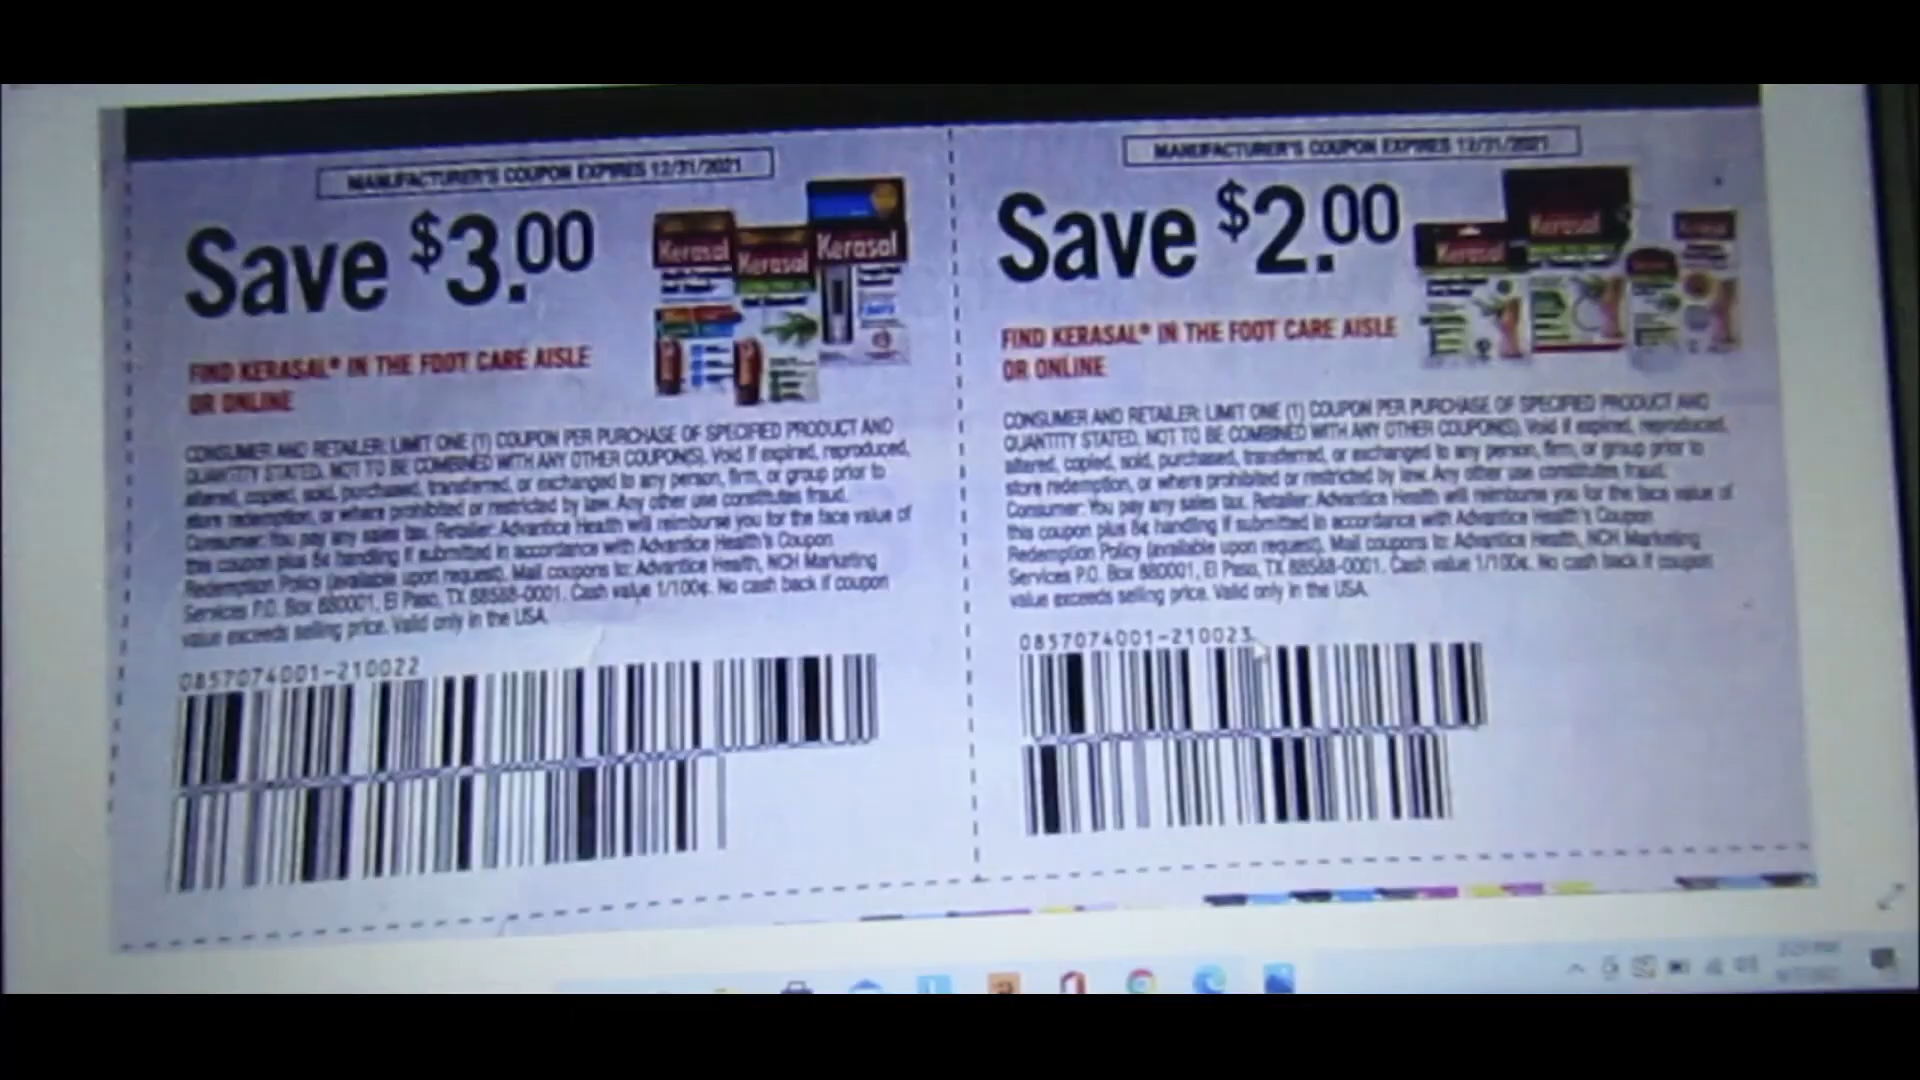 MANUFACTURER'S COUPON EXPIRES 12/31/2021
Save $3.00
Kerasal
Kerasal
Kerasal
FIND KERASAL® IN THE FOOT CARE AISLE
OR ONLINE
CONSUMER AND RETAILER: LIMIT ONE (1) COUPON PER PURCHASE OF SPECIFIED PRODUCT AND
QUANTITY STATED. NOT TO BE COMBINED WITH ANY OTHER COUPON(S). Void if expired, reproduced,
altered, copied, sold, purchased, transferred, or exchanged to any person, firm, or group prior to
store redemption, or where prohibited or restricted by law. Any other use constitutes fraud.
Consumer: You pay any sales tax. Retailer: Advantice Health will reimburse you for the face value of
this coupon plus 8¢ handling if submitted in accordance with Advantice Health's Coupon
Redemption Policy (available upon request). Mail coupons to: Advantice Health, NCH Marketing
Services P.O. Box 880001, El Paso, TX 88588-0001. Cash value 1/100¢. No cash back if coupon
value exceeds selling price. Valid only in the USA.
0857074001-210022
MANUFACTURER'S COUPON EXPIRES 12/31/2021
Save $2.00
Kerasal
Kerasal
Kerasal
FIND KERASAL® IN THE FOOT CARE AISLE
OR ONLINE
CONSUMER AND RETAILER: LIMIT ONE (1) COUPON PER PURCHASE OF SPECIFIED PRODUCT AND
QUANTITY STATED. NOT TO BE COMBINED WITH ANY OTHER COUPON(S). Void if expired, reproduced,
altered, copied, sold, purchased, transferred, or exchanged to any person, firm, or group prior to
store redemption, or where prohibited or restricted by law. Any other use constitutes fraud.
Consumer: You pay any sales tax. Retailer: Advantice Health will reimburse you for the face value of
this coupon plus 8¢ handling if submitted in accordance with Advantice Health's Coupon
Redemption Policy (available upon request). Mail coupons to: Advantice Health, NCH Marketing
Services P.O. Box 880001, El Paso, TX 88588-0001. Cash value 1/100¢. No cash back if coupon
value exceeds selling price. Valid only in the USA.
0857074001-210023